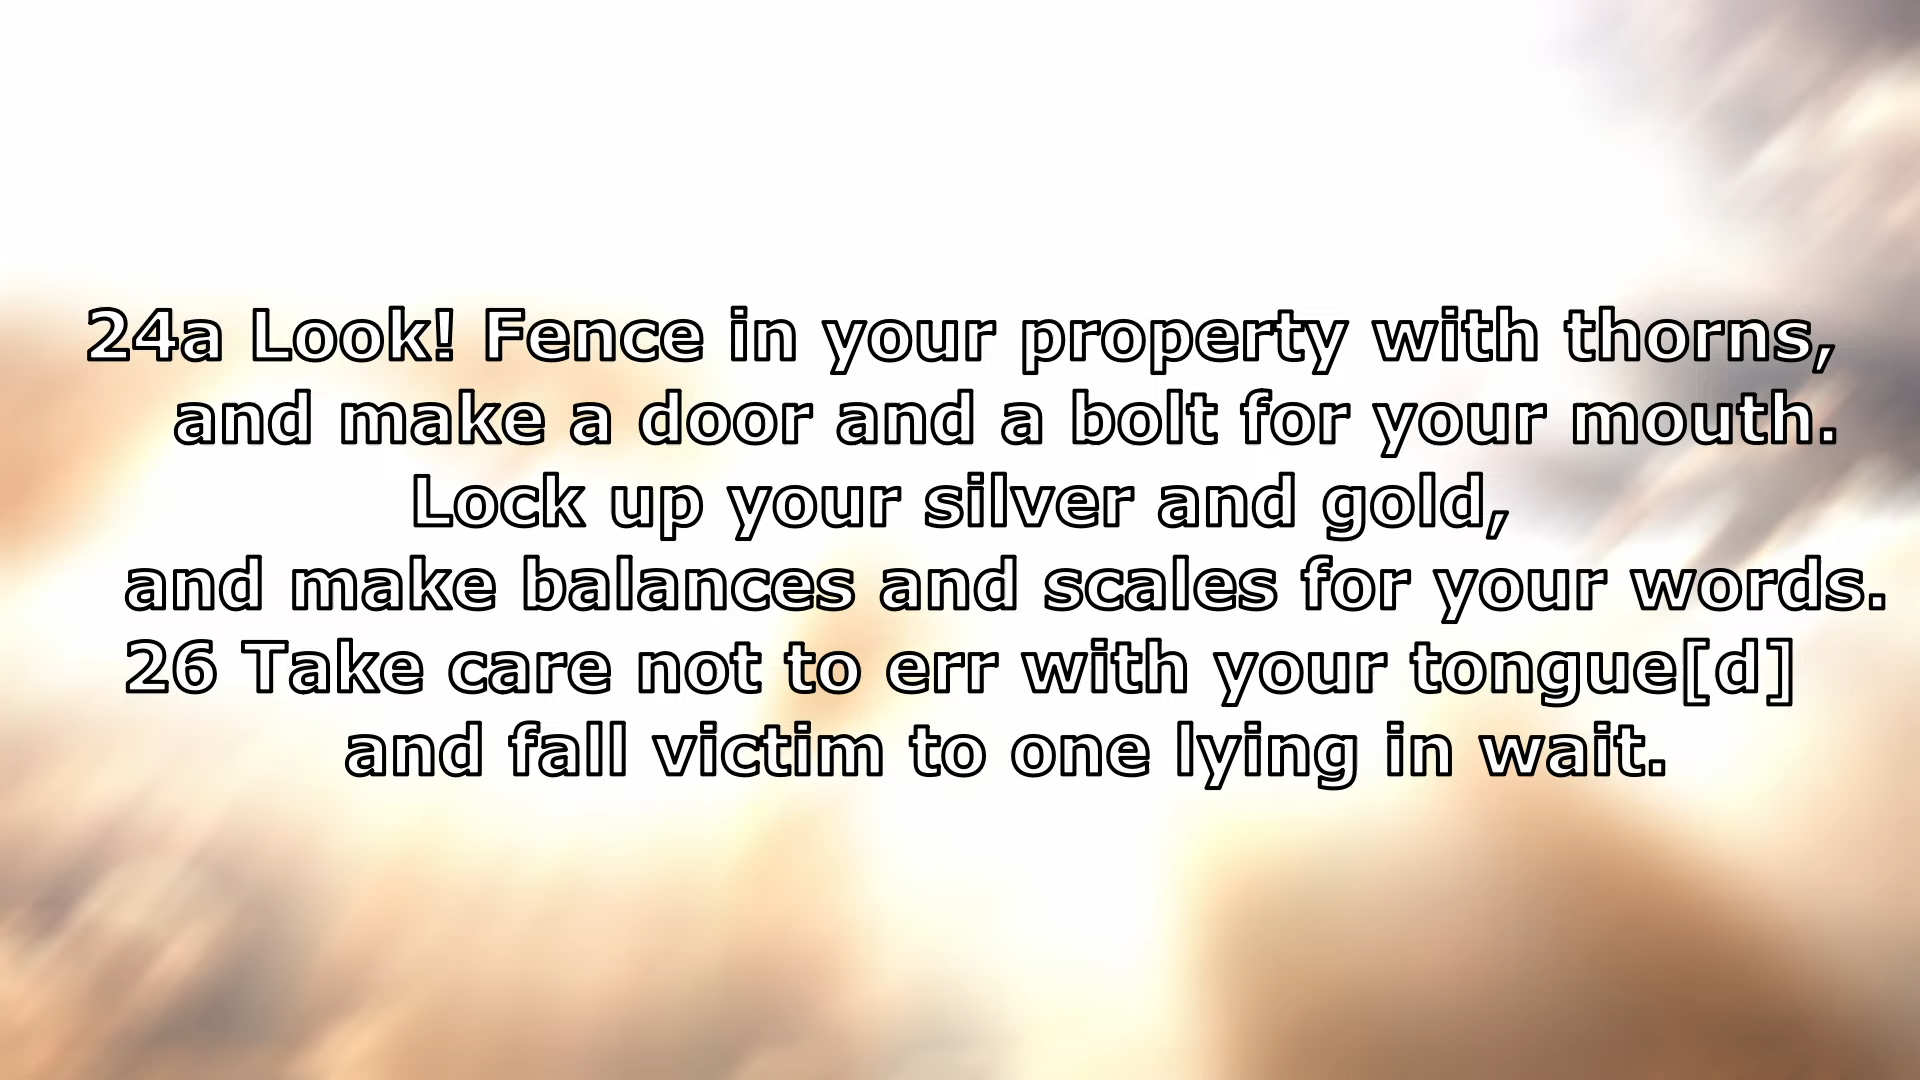 24a Look! Fence in your property with thorns,
and make a door and a bolt for your mouth.
Lock up your silver and gold,
and make balances and scales for your words.
26 Take care not to err with your tongue[d]
and fall victim to one lying in wait.